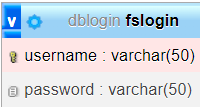 v dblogin fslogin
username : varchar(50)
password : varchar(50)